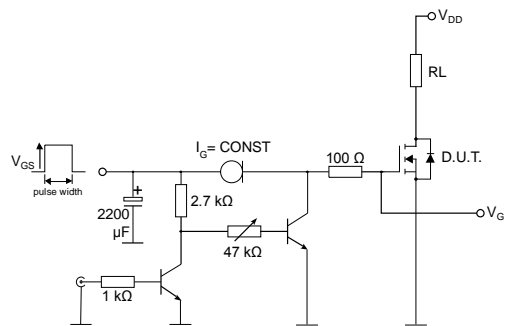 VDD
RL
IG= CONST
100 Ω
VGS
D.U.T.
pulse width
+
2200
μF
2.7 kΩ
VG
47 kΩ
1 kΩ